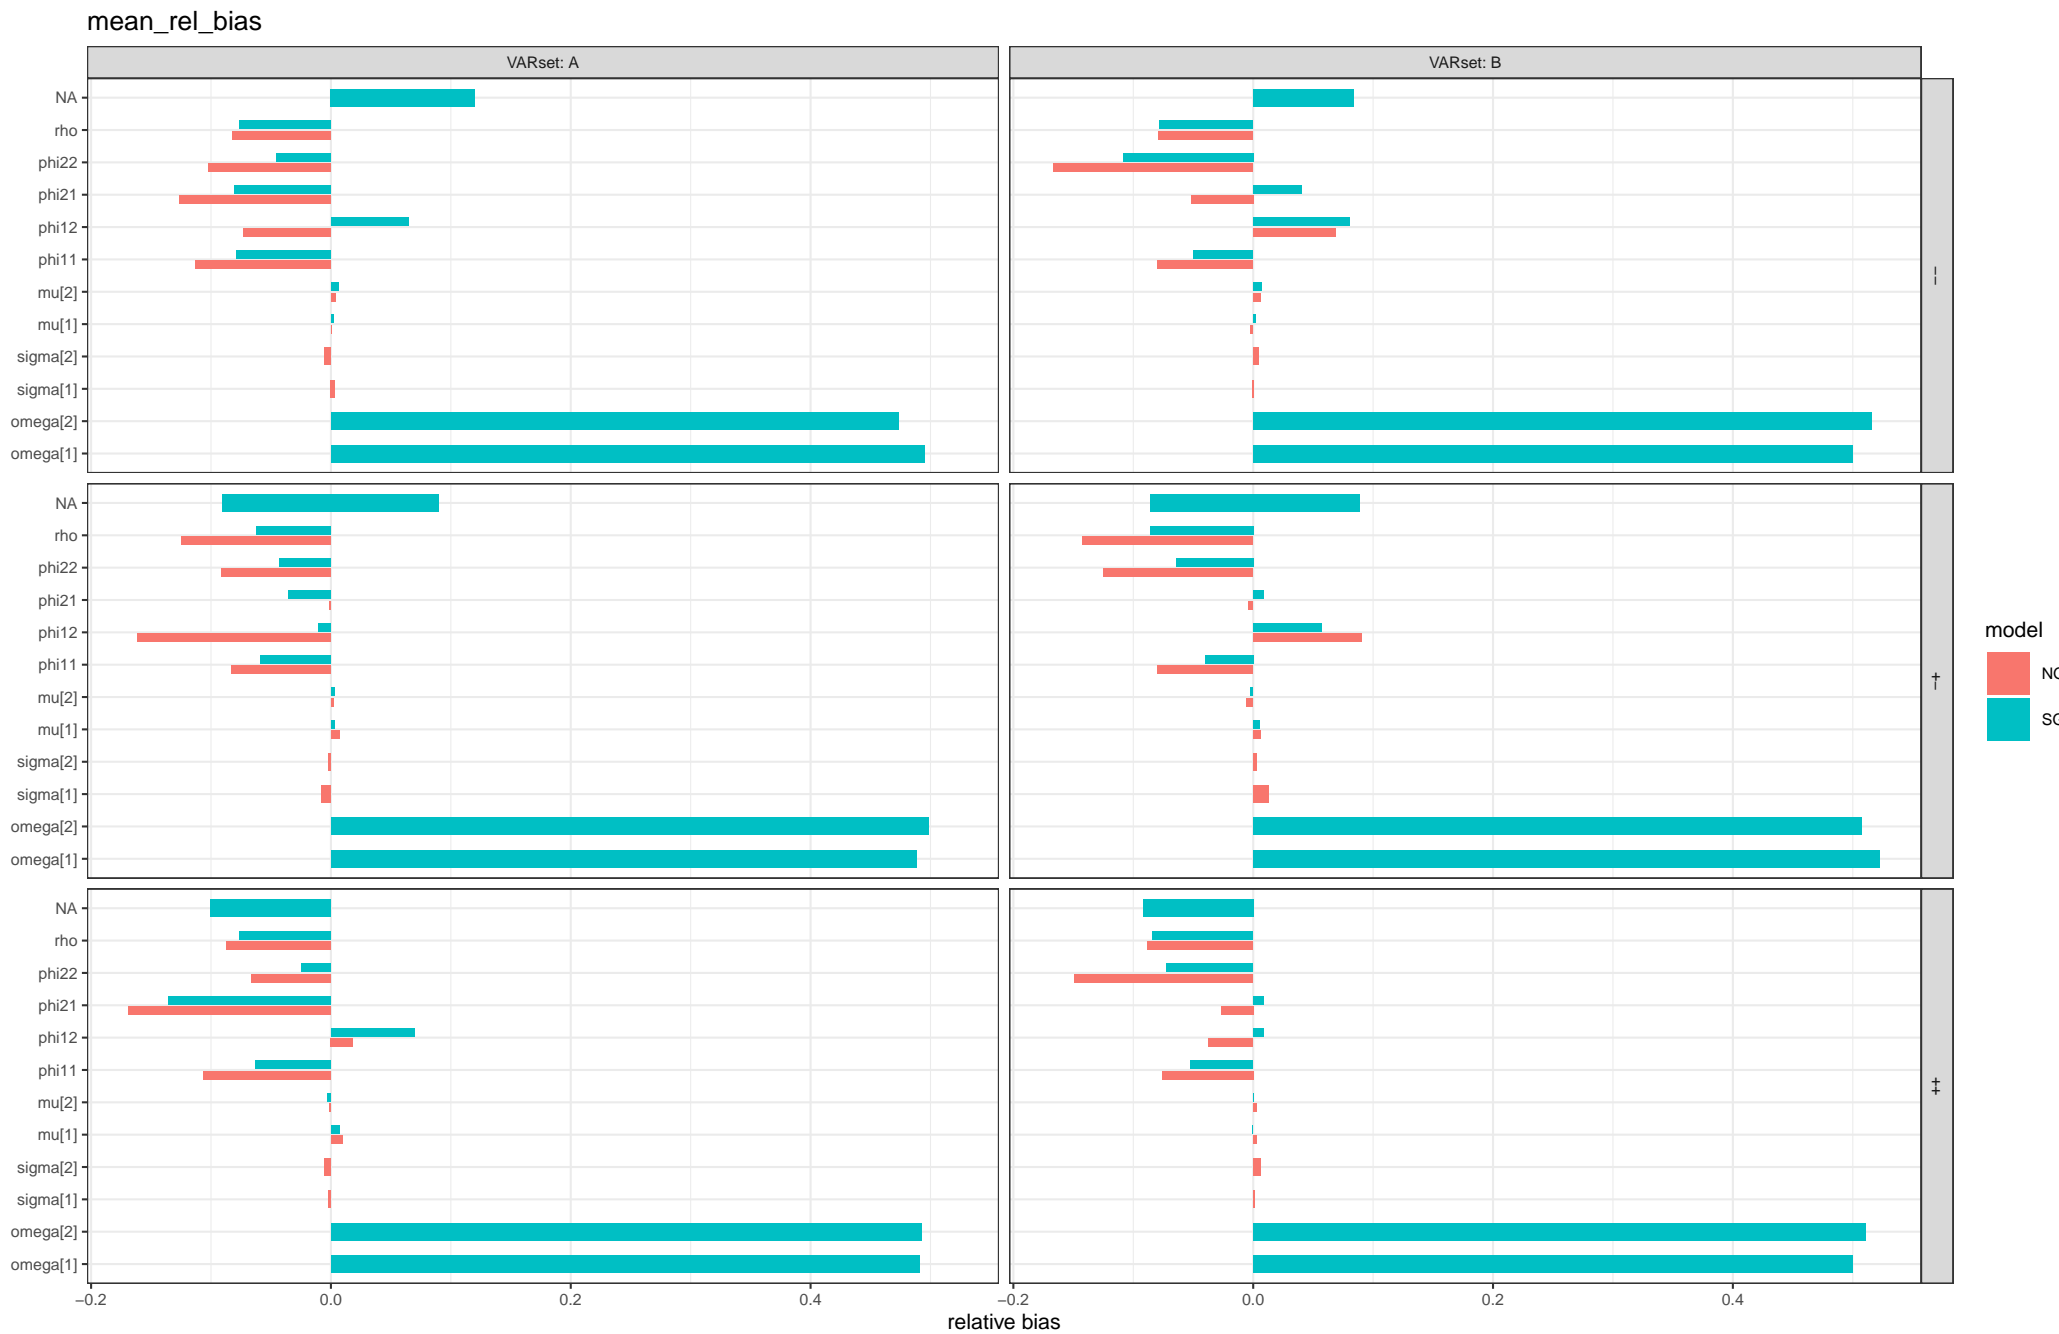 mean_rel_bias
VARset: A
VARset: B
NA
rho
phi22
phi21
phi12
phi11
mu[2]
mu[1]
sigma[2]
sigma[1]
omega[2]
omega[1]
−−
NA
rho
phi22
phi21
phi12
phi11
mu[2]
mu[1]
sigma[2]
sigma[1]
omega[2]
omega[1]
−+
NA
rho
phi22
phi21
phi12
phi11
mu[2]
mu[1]
sigma[2]
sigma[1]
omega[2]
omega[1]
++
−0.2 0.0 0.2 0.4
−0.2 0.0 0.2 0.4
relative bias
model